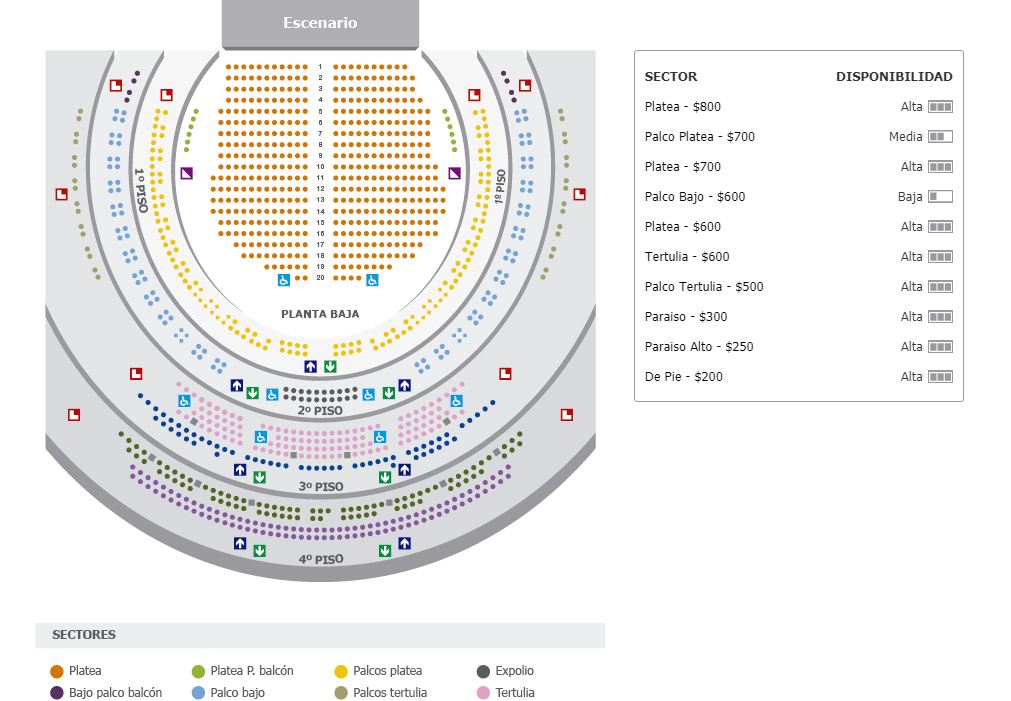 Escenario
1
2
3
4
5
6
7
8
9
10
11
12
13
14
15
16
17
18
19
20
PLANTA BAJA
1º PISO
1º PISO
2º PISO
3º PISO
4º PISO
SECTOR DISPONIBILIDAD
Platea - $800 Alta
Palco Platea - $700 Media
Platea - $700 Alta
Palco Bajo - $600 Baja
Platea - $600 Alta
Tertulia - $600 Alta
Palco Tertulia - $500 Alta
Paraiso - $300 Alta
Paraiso Alto - $250 Alta
De Pie - $200 Alta
SECTORES
Platea Platea P. balcón Palcos platea Expolio
Bajo palco balcón Palco bajo Palcos tertulia Tertulia